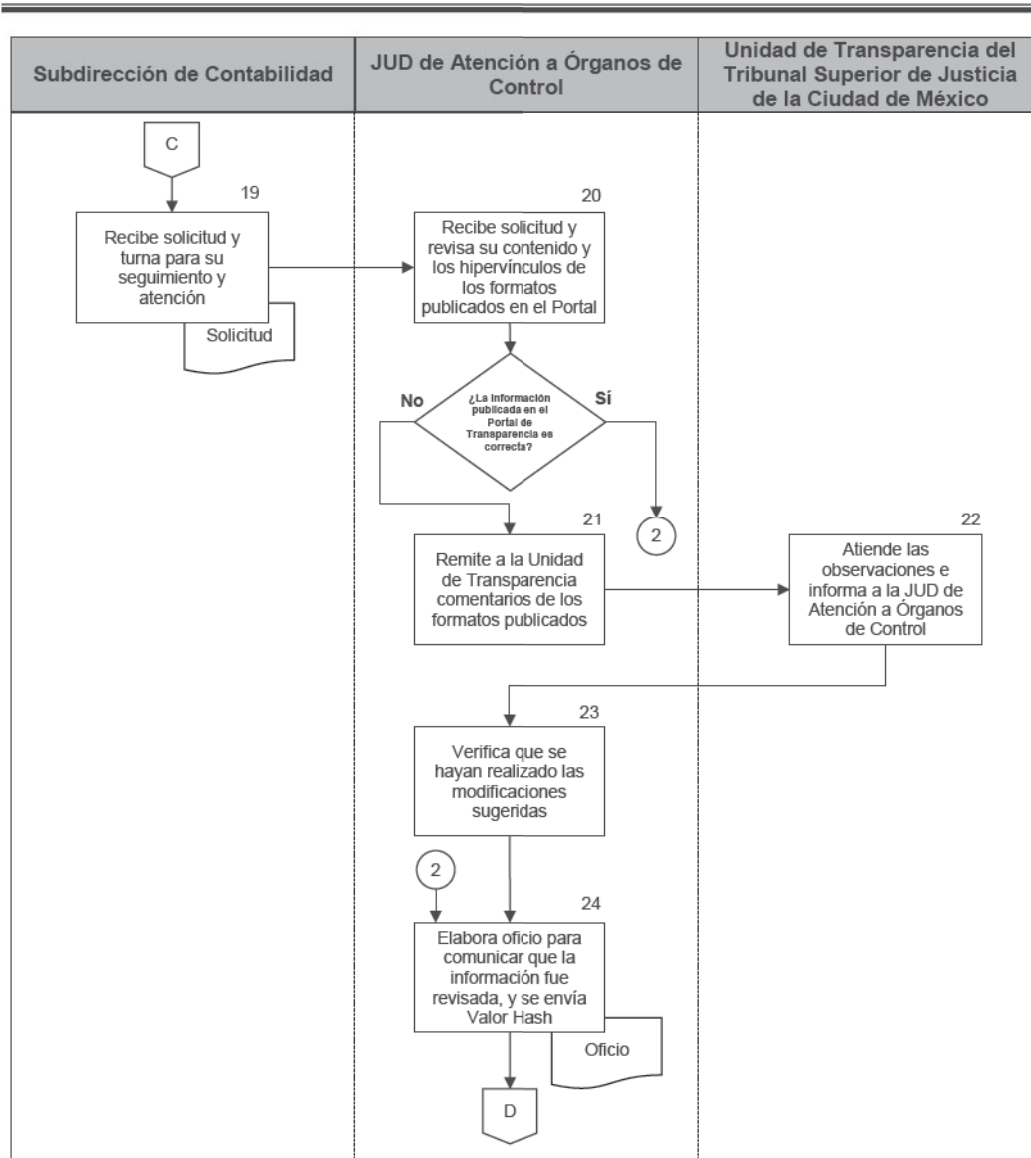 Subdirección de Contabilidad
JUD de Atención a Órganos de
Control
Unidad de Transparencia del
Tribunal Superior de Justicia
de la Ciudad de México
C
19
Recibe solicitud y
turna para su
seguimiento y
atención
Solicitud
20
Recibe solicitud y
revisa su contenido y
los hipervínculos de
los formatos
publicados en el Portal
No
¿La información
publicada en el
Portal de
Transparencia es
correcta?
Sí
2
21
Remite a la Unidad
de Transparencia
comentarios de los
formatos publicados
22
Atiende las
observaciones e
informa a la JUD de
Atención a Órganos
de Control
23
Verifica que se
hayan realizado las
modificaciones
sugeridas
2
24
Elabora oficio para
comunicar que la
información fue
revisada, y se envía
Valor Hash
Oficio
D